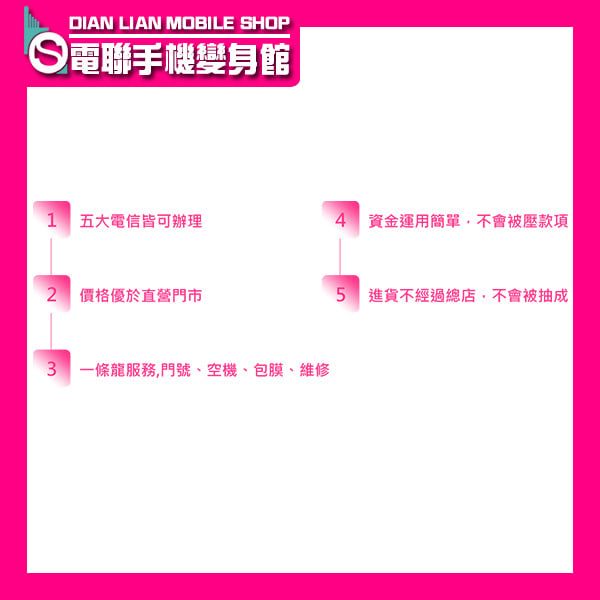 DIAN LIAN MOBILE SHOP
電聯手機變身館
1 五大電信皆可辦理
2 價格優於直營門市
3 一條龍服務,門號、空機、包膜、維修
4 資金運用簡單，不會被壓款項
5 進貨不經過總店，不會被抽成